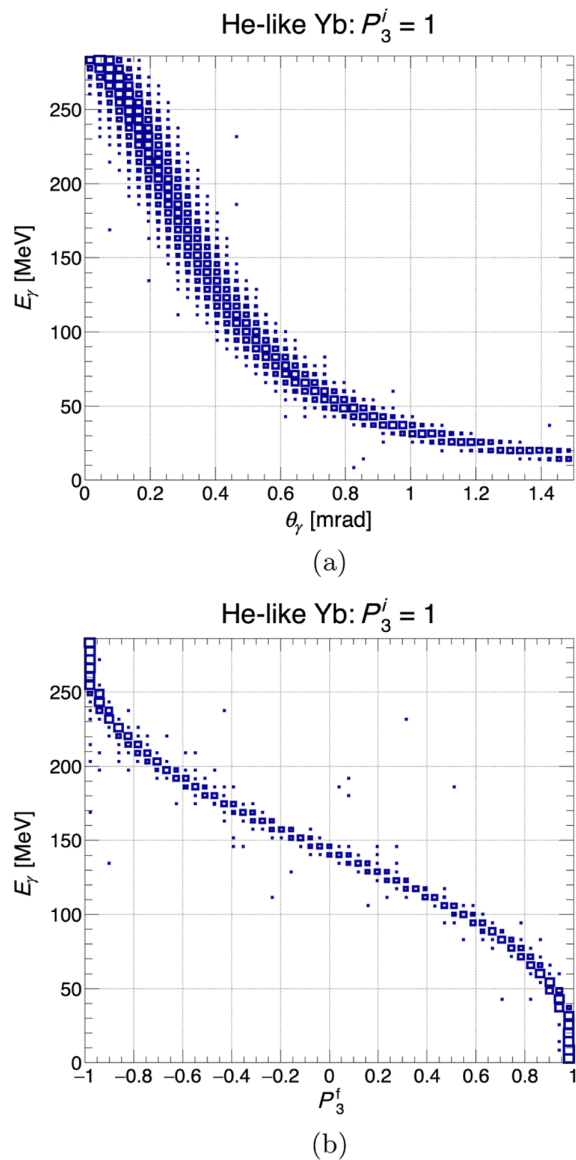 He-like Yb: P₃ⁱ = 1
E_γ [MeV]
250
200
150
100
50
0
0 0.2 0.4 0.6 0.8 1 1.2 1.4
θ_γ [mrad]
(a)
He-like Yb: P₃ⁱ = 1
E_γ [MeV]
250
200
150
100
50
0
−1 −0.8 −0.6 −0.4 −0.2 0 0.2 0.4 0.6 0.8 1
P₃ᶠ
(b)